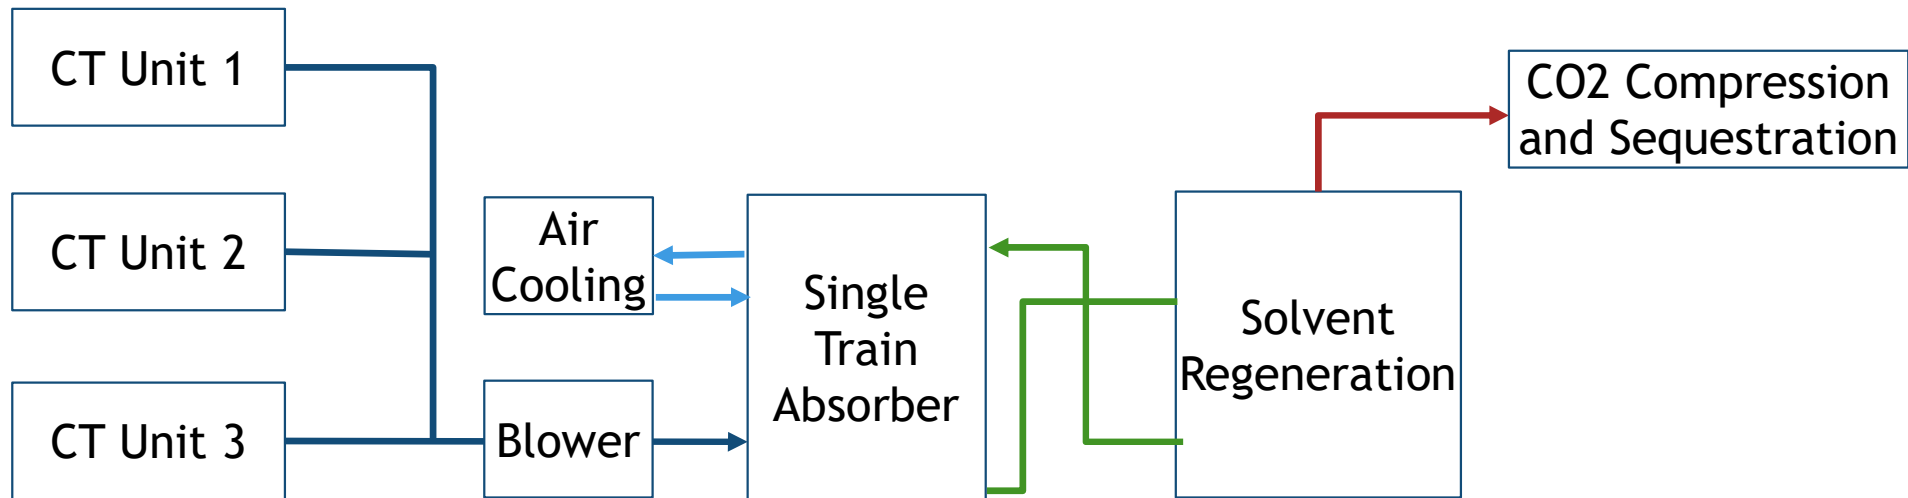 CT Unit 1
CT Unit 2
CT Unit 3
Air
Cooling
Blower
Single
Train
Absorber
Solvent
Regeneration
CO2 Compression
and Sequestration